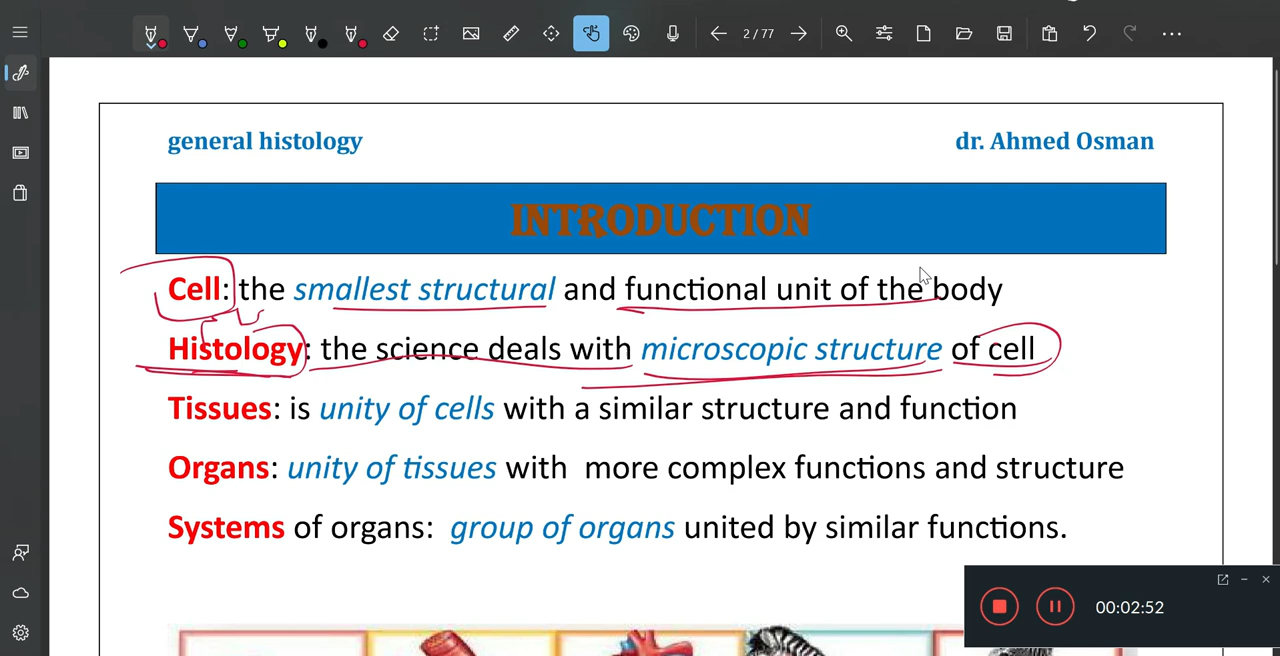 2 / 77
general histology
dr. Ahmed Osman
INTRODUCTION
Cell: the smallest structural and functional unit of the body
Histology: the science deals with microscopic structure of cell
Tissues: is unity of cells with a similar structure and function
Organs: unity of tissues with more complex functions and structure
Systems of organs: group of organs united by similar functions.
00:02:52